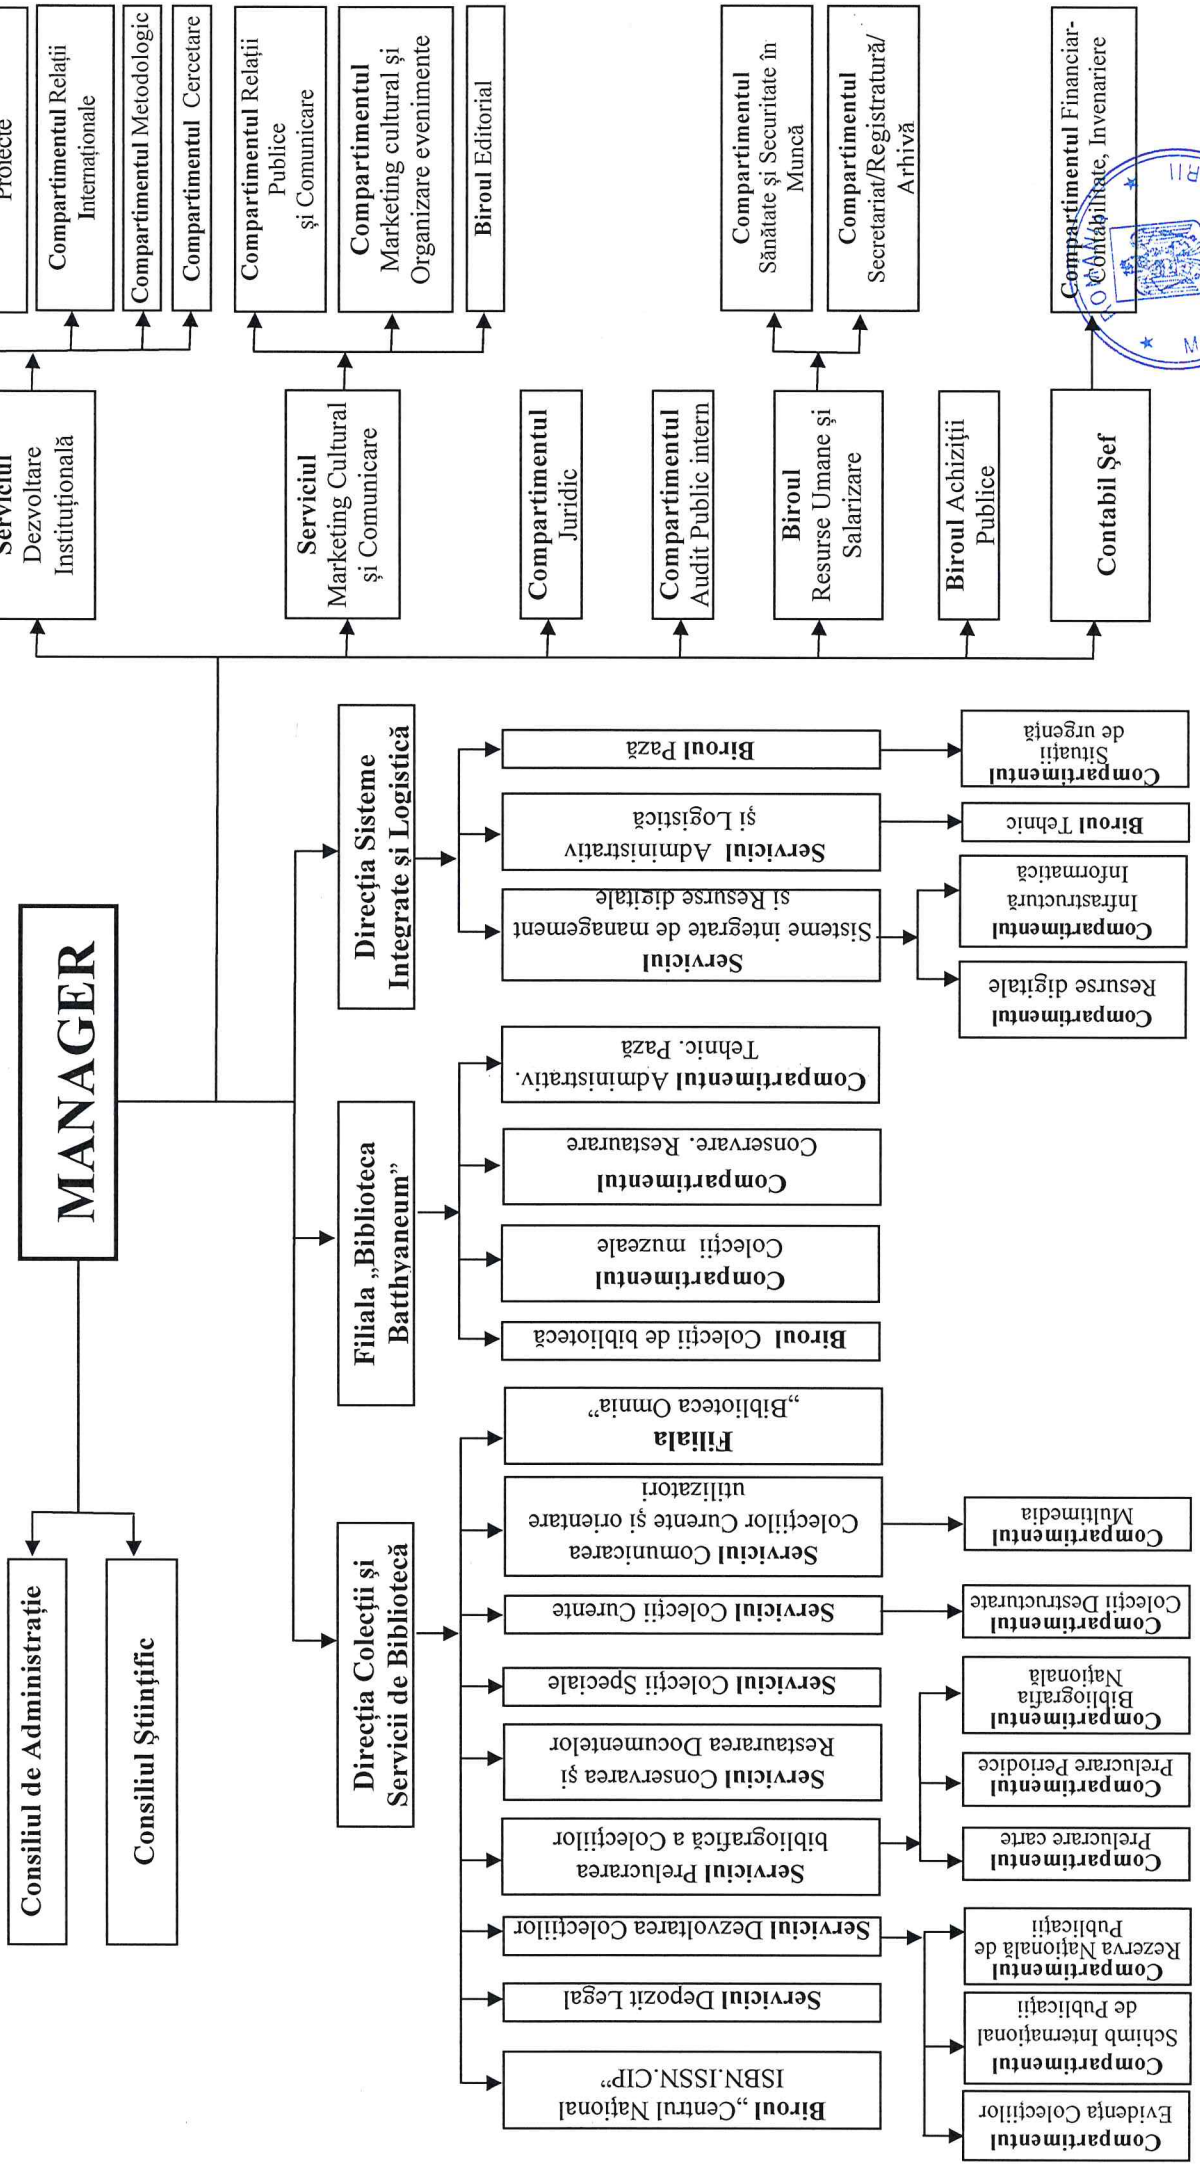 MANAGER
Consiliul de Administrație
Consiliul Științific
Serviciul
Dezvoltare
Instituțională
Proiecte
Compartimentul Relații
Internaționale
Compartimentul Metodologic
Compartimentul Cercetare
Serviciul
Marketing Cultural
și Comunicare
Compartimentul Relații
Publice
și Comunicare
Compartimentul
Marketing cultural și
Organizare evenimente
Biroul Editorial
Compartimentul
Juridic
Compartimentul
Audit Public intern
Biroul
Resurse Umane și
Salarizare
Compartimentul
Sănătate și Securitate în
Muncă
Compartimentul
Secretariat/Registratură/
Arhivă
Biroul Achiziții
Publice
Contabil Șef
Compartimentul Financiar-
Contabilitate, Invenariere
ROMANIA
Direcția Colecții și
Servicii de Bibliotecă
Biroul „Centrul Național
ISBN.ISSN.CIP”
Serviciul Depozit Legal
Serviciul Dezvoltarea Colecțiilor
Compartimentul
Evidența Colecțiilor
Compartimentul
Schimb Internațional
de Publicații
Compartimentul
Rezerva Națională de
Publicații
Serviciul Prelucrarea
bibliografică a Colecțiilor
Compartimentul
Prelucrare carte
Compartimentul
Prelucrare Periodice
Compartimentul
Bibliografia
Națională
Serviciul Conservarea și
Restaurarea Documentelor
Serviciul Colecții Speciale
Serviciul Colecții Curente
Compartimentul
Colecții Destructurate
Serviciul Comunicarea
Colecțiilor Curente și orientare
utilizatori
Compartimentul
Multimedia
Filiala
„Biblioteca Omnia”
Filiala „Biblioteca
Batthyaneum”
Biroul Colecții de bibliotecă
Compartimentul
Colecții muzeale
Compartimentul
Conservare. Restaurare
Compartimentul Administrativ.
Tehnic. Pază
Direcția Sisteme
Integrate și Logistică
Serviciul
Sisteme integrate de management
si Resurse digitale
Compartimentul
Resurse digitale
Compartimentul
Infrastructură
Informatică
Serviciul Administrativ
și Logistică
Biroul Tehnic
Biroul Pază
Compartimentul
Situații
de urgență